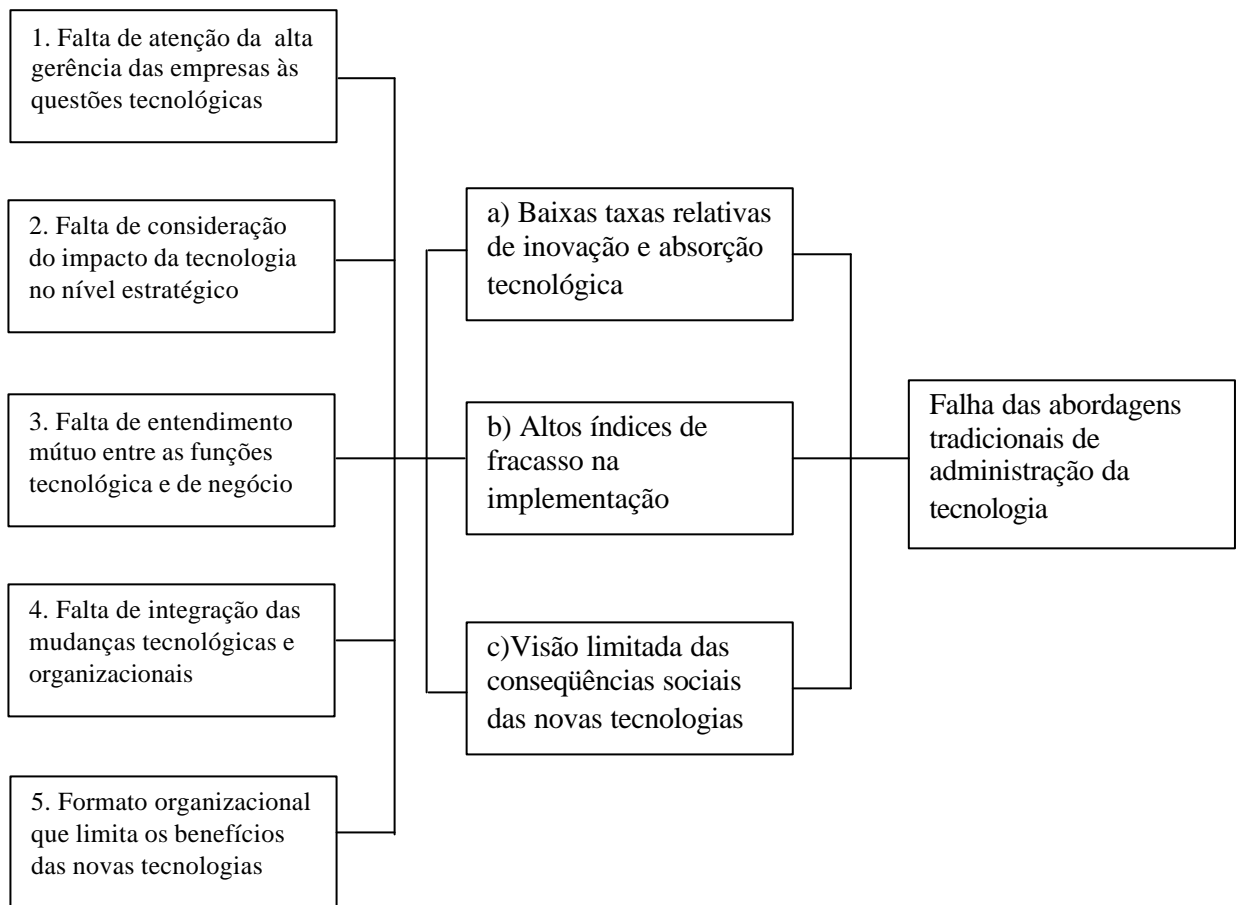 1. Falta de atenção da alta
gerência das empresas às
questões tecnológicas
2. Falta de consideração
do impacto da tecnologia
no nível estratégico
3. Falta de entendimento
mútuo entre as funções
tecnológica e de negócio
4. Falta de integração das
mudanças tecnológicas e
organizacionais
5. Formato organizacional
que limita os benefícios
das novas tecnologias
a) Baixas taxas relativas
de inovação e absorção
tecnológica
b) Altos índices de
fracasso na
implementação
c)Visão limitada das
conseqüências sociais
das novas tecnologias
Falha das abordagens
tradicionais de
administração da
tecnologia